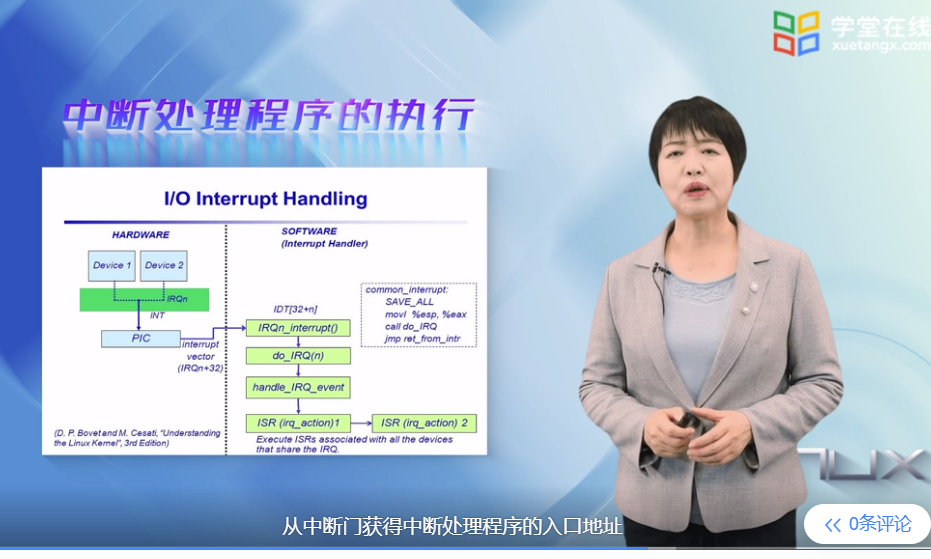 学堂在线
xuetangx.com
中断处理程序的执行
I/O Interrupt Handling
HARDWARE
SOFTWARE
(Interrupt Handler)
Device 1
Device 2
IRQn
INT
PIC
interrupt
vector
(IRQn+32)
IDT[32+n]
IRQn_interrupt()
do_IRQ(n)
handle_IRQ_event
ISR (irq_action)1
ISR (irq_action) 2
Execute ISRs associated with all the devices
that share the IRQ.
common_interrupt:
SAVE_ALL
movl %esp, %eax
call do_IRQ
jmp ret_from_intr
(D. P. Bovet and M. Cesati, "Understanding
the Linux Kernel", 3rd Edition)
从中断门获得中断处理程序的入口地址
0条评论